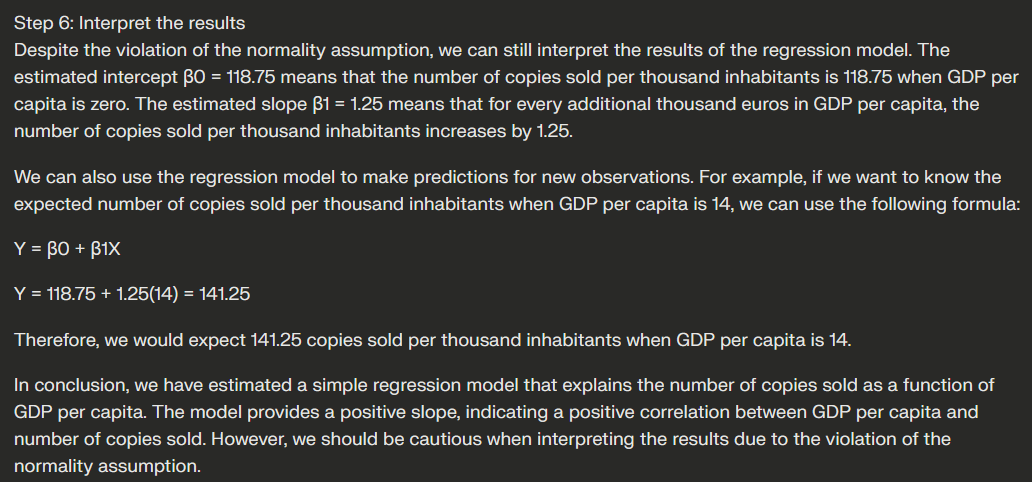 Step 6: Interpret the results
Despite the violation of the normality assumption, we can still interpret the results of the regression model. The
estimated intercept β0 = 118.75 means that the number of copies sold per thousand inhabitants is 118.75 when GDP per
capita is zero. The estimated slope β1 = 1.25 means that for every additional thousand euros in GDP per capita, the
number of copies sold per thousand inhabitants increases by 1.25.
We can also use the regression model to make predictions for new observations. For example, if we want to know the
expected number of copies sold per thousand inhabitants when GDP per capita is 14, we can use the following formula:
Y = β0 + β1X
Y = 118.75 + 1.25(14) = 141.25
Therefore, we would expect 141.25 copies sold per thousand inhabitants when GDP per capita is 14.
In conclusion, we have estimated a simple regression model that explains the number of copies sold as a function of
GDP per capita. The model provides a positive slope, indicating a positive correlation between GDP per capita and
number of copies sold. However, we should be cautious when interpreting the results due to the violation of the
normality assumption.